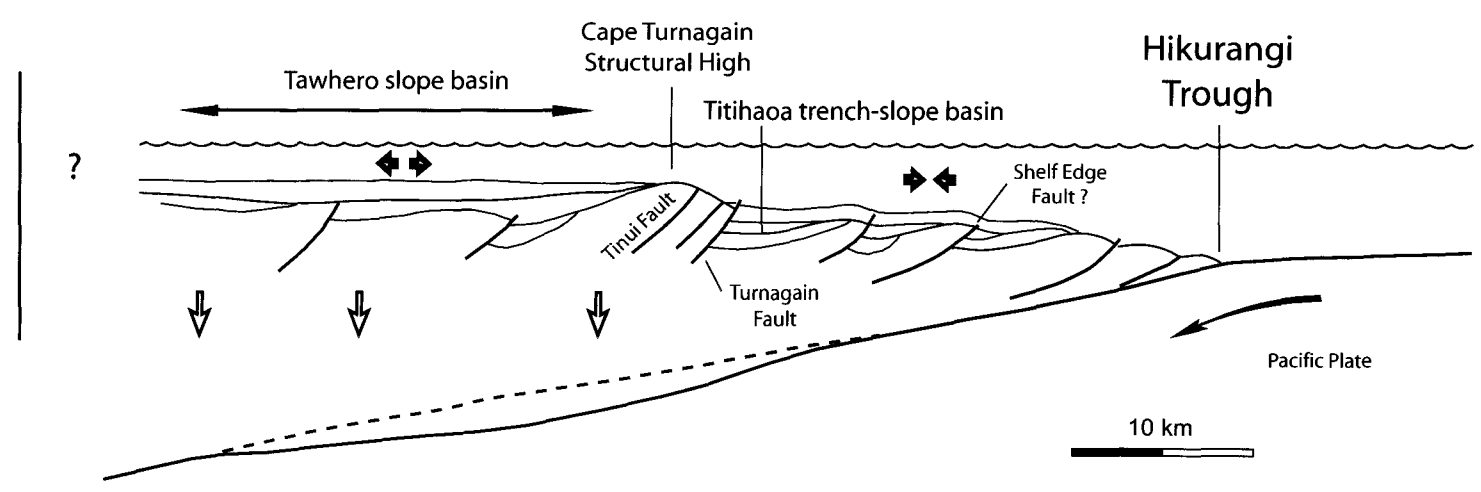 Cape Turnagain
Structural High
Hikurangi
Trough
Tawhero slope basin
Titihaoa trench-slope basin
?
Shelf Edge
Fault ?
Tinui Fault
Turnagain
Fault
Pacific Plate
10 km